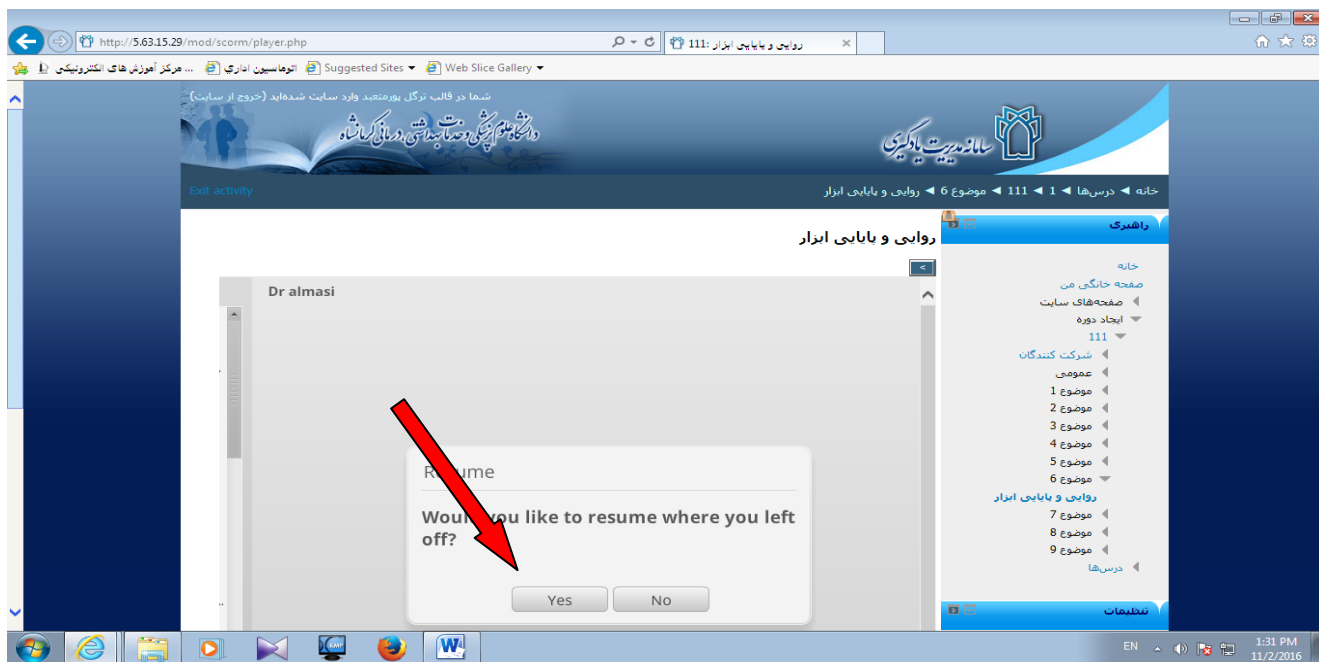 http://5.63.15.29/mod/scorm/player.php
111: روایی و پایایی ابزار
مرکز آموزش های الکترونیکی ...
اتوماسیون اداري
Suggested Sites
Web Slice Gallery
شما در قالب ترگل پورمتعبد وارد سایت شده‌اید (خروج از سایت)
دانشگاه علوم پزشکی و خدمات بهداشتی درمانی کرمانشاه
سامانه مدیریت یادگیری
Exit activity
خانه ◄ درس‌ها ◄ 1 ◄ 111 ◄ موضوع 6 ◄ روایی و پایایی ابزار
راهبری
روایی و پایایی ابزار
<
خانه
صفحه خانگی من
صفحه‌های سایت
ایجاد دوره
111
شرکت کنندگان
عمومی
موضوع 1
موضوع 2
موضوع 3
موضوع 4
موضوع 5
موضوع 6
روایی و پایایی ابزار
موضوع 7
موضوع 8
موضوع 9
درس‌ها
تنظیمات
Dr almasi
Resume
Would you like to resume where you left
off?
Yes
No
KMP
W
EN
1:31 PM
11/2/2016